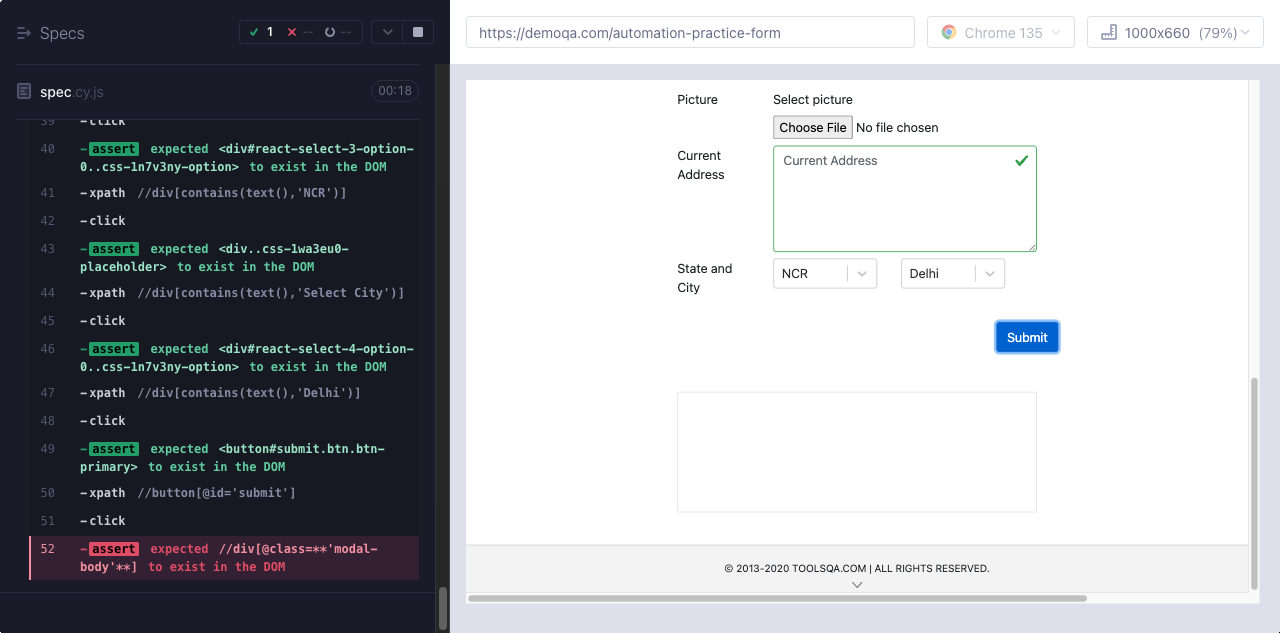 Specs
1
--
--
spec.cy.js
00:18
39 -click
40 -assert expected <div#react-select-3-option-
0..css-1n7v3ny-option> to exist in the DOM
41 -xpath //div[contains(text(),'NCR')]
42 -click
43 -assert expected <div..css-1wa3eu0-
placeholder> to exist in the DOM
44 -xpath //div[contains(text(),'Select City')]
45 -click
46 -assert expected <div#react-select-4-option-
0..css-1n7v3ny-option> to exist in the DOM
47 -xpath //div[contains(text(),'Delhi')]
48 -click
49 -assert expected <button#submit.btn.btn-
primary> to exist in the DOM
50 -xpath //button[@id='submit']
51 -click
52 -assert expected //div[@class=**'modal-
body'**] to exist in the DOM
https://demoqa.com/automation-practice-form
Chrome 135
1000x660 (79%)
Picture
Select picture
Choose File No file chosen
Current
Address
Current Address
State and
City
NCR
Delhi
Submit
© 2013-2020 TOOLSQA.COM | ALL RIGHTS RESERVED.